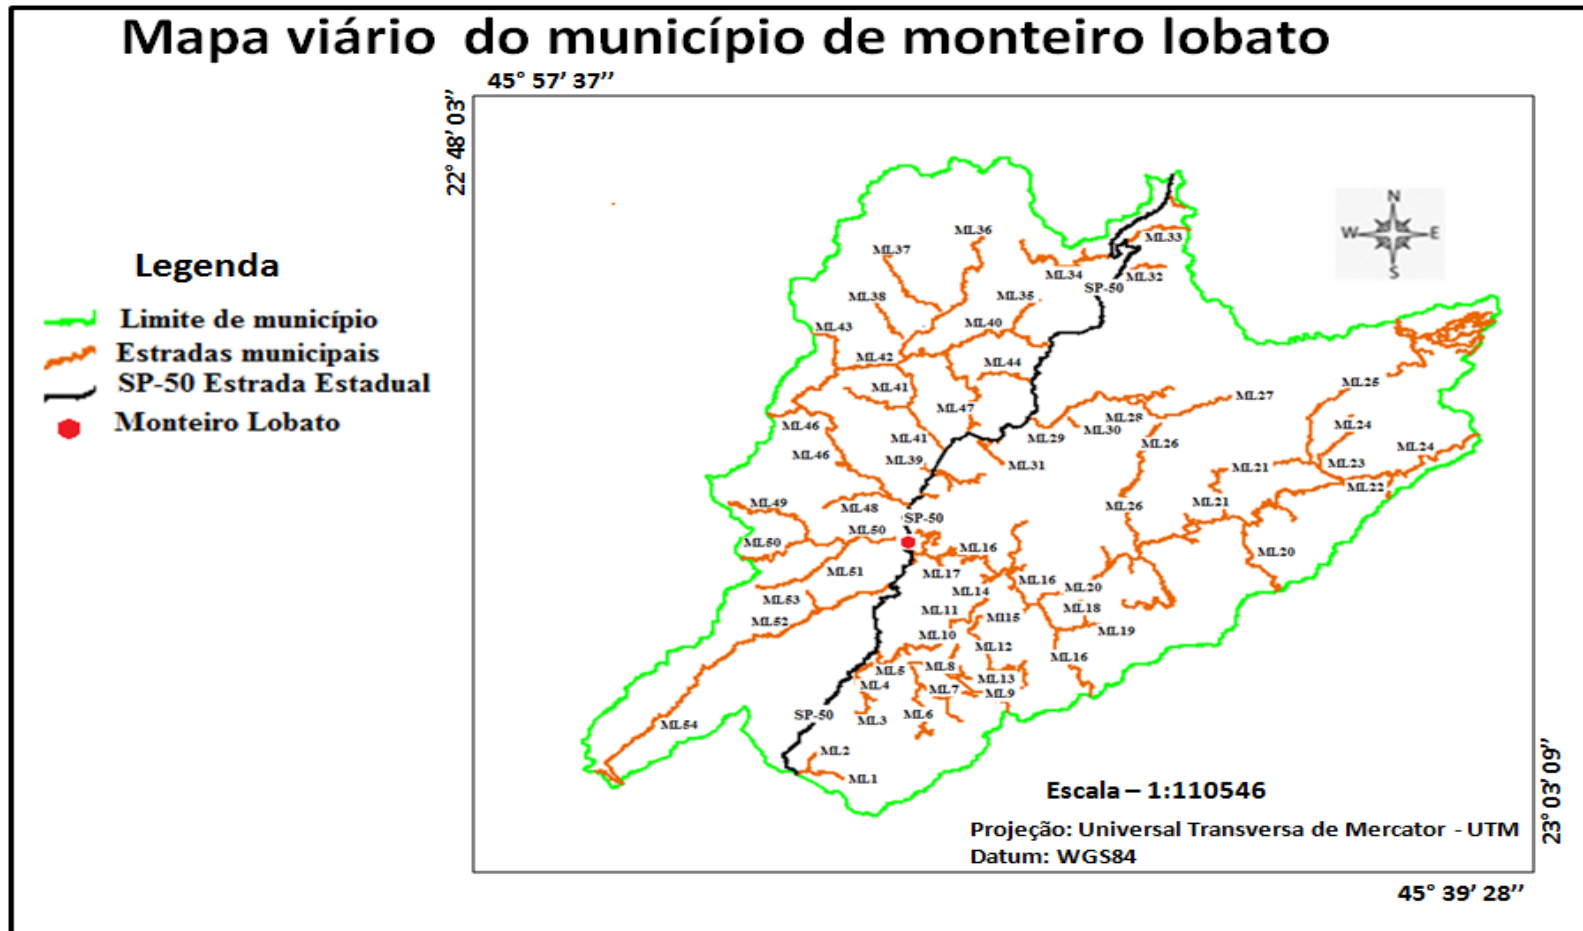 Mapa viário do município de monteiro lobato
45° 57’ 37’’
22° 48’ 03’’
N
W E
S
Legenda
Limite de município
Estradas municipais
SP-50 Estrada Estadual
Monteiro Lobato
ML36
ML37
ML33
ML34
ML32
SP-50
ML38
ML35
ML43
ML40
ML42
ML44
ML41
ML25
ML27
ML47
ML28
ML46
ML29
ML30
ML24
ML41
ML26
ML24
ML46
ML39
ML31
ML21
ML23
ML22
ML49
ML48
ML26
ML21
SP-50
ML50
ML50
ML16
ML20
ML51
ML17
ML16
ML20
ML14
ML53
ML18
ML11
Ml15
ML52
ML19
ML10
ML12
ML16
ML5
ML8
ML4
ML13
ML7
ML9
SP-50
ML3
ML6
ML54
ML2
ML1
Escala – 1:110546
Projeção: Universal Transversa de Mercator - UTM
Datum: WGS84
23° 03’ 09’’
45° 39’ 28’’